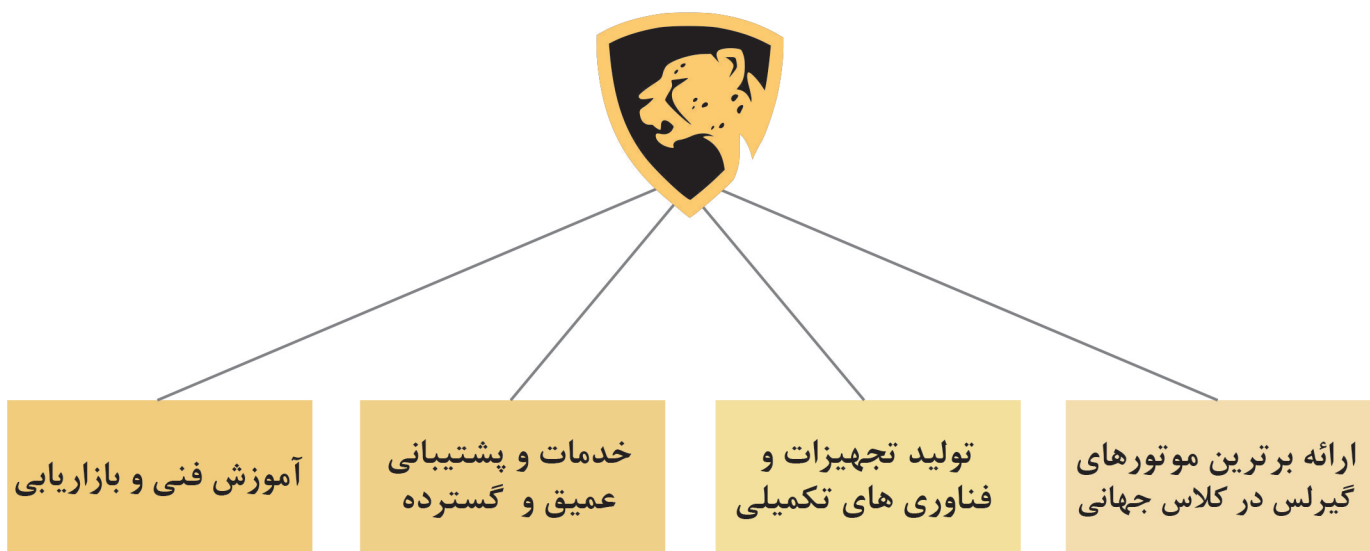 ارائه برترین موتورهای
گیرلس در کلاس جهانی
تولید تجهیزات و
فناوری های تکمیلی
خدمات و پشتیبانی
عمیق و گسترده
آموزش فنی و بازاریابی